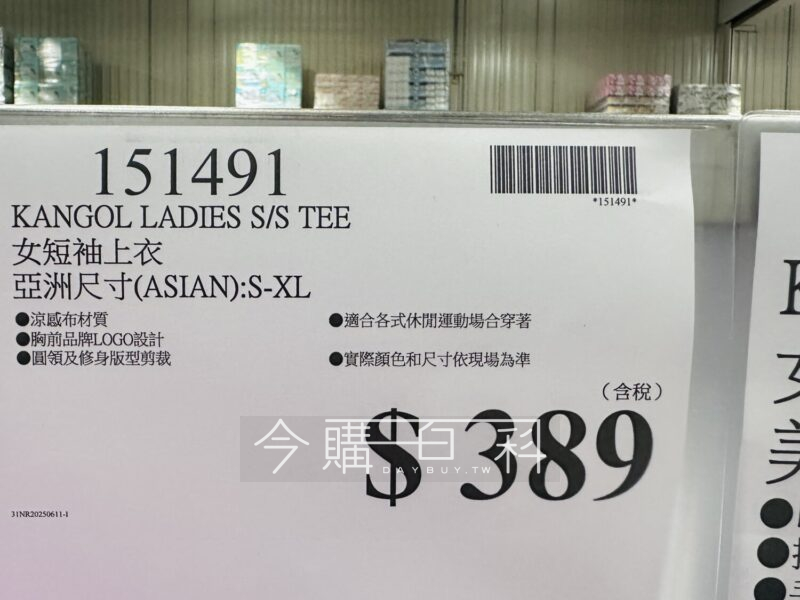 151491
*151491*
KANGOL LADIES S/S TEE
女短袖上衣
亞洲尺寸(ASIAN):S-XL
●涼感布材質
●適合各式休閒運動場合穿著
●胸前品牌LOGO設計
●圓領及修身版型剪裁
●實際顏色和尺寸依現場為準
(含稅)
$ 389
今購百科
DAYBUY.TW
31NR20250611-1
K
女
美